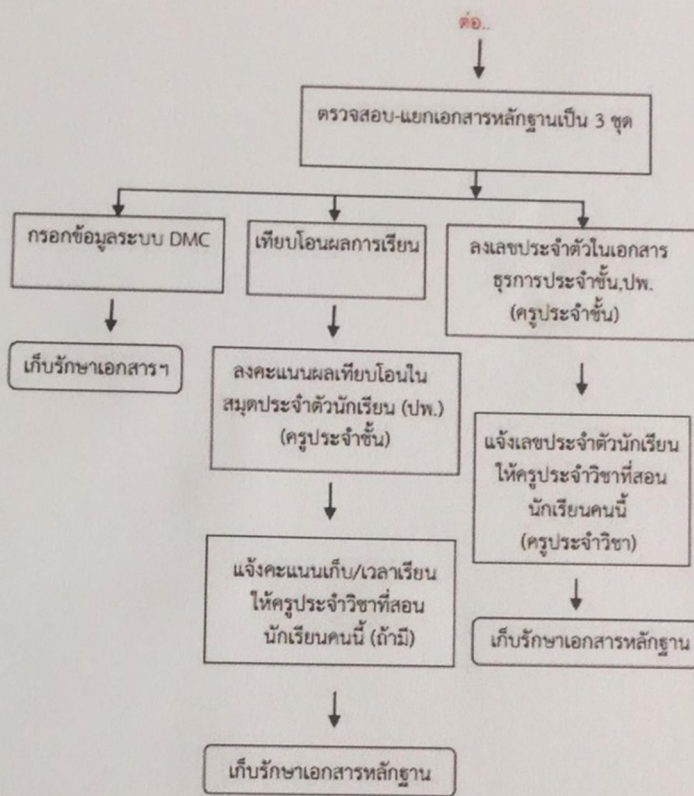 ต่อ..
ตรวจสอบ-แยกเอกสารหลักฐานเป็น 3 ชุด
กรอกข้อมูลระบบ DMC
เก็บรักษาเอกสารฯ
เทียบโอนผลการเรียน
ลงคะแนนผลเทียบโอนใน
สมุดประจำตัวนักเรียน (ปพ.)
(ครูประจำชั้น)
แจ้งคะแนนเก็บ/เวลาเรียน
ให้ครูประจำวิชาที่สอน
นักเรียนคนนี้ (ถ้ามี)
เก็บรักษาเอกสารหลักฐาน
ลงเลขประจำตัวในเอกสาร
ธุรการประจำชั้น,ปพ.
(ครูประจำชั้น)
แจ้งเลขประจำตัวนักเรียน
ให้ครูประจำวิชาที่สอน
นักเรียนคนนี้
(ครูประจำวิชา)
เก็บรักษาเอกสารหลักฐาน